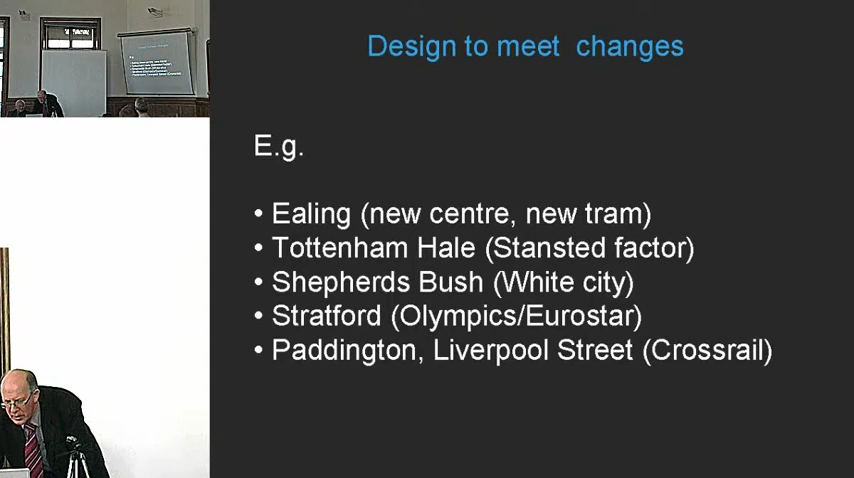 Design to meet changes
E.g.
• Ealing (new centre, new tram)
• Tottenham Hale (Stansted factor)
• Shepherds Bush (White city)
• Stratford (Olympics/Eurostar)
• Paddington, Liverpool Street (Crossrail)